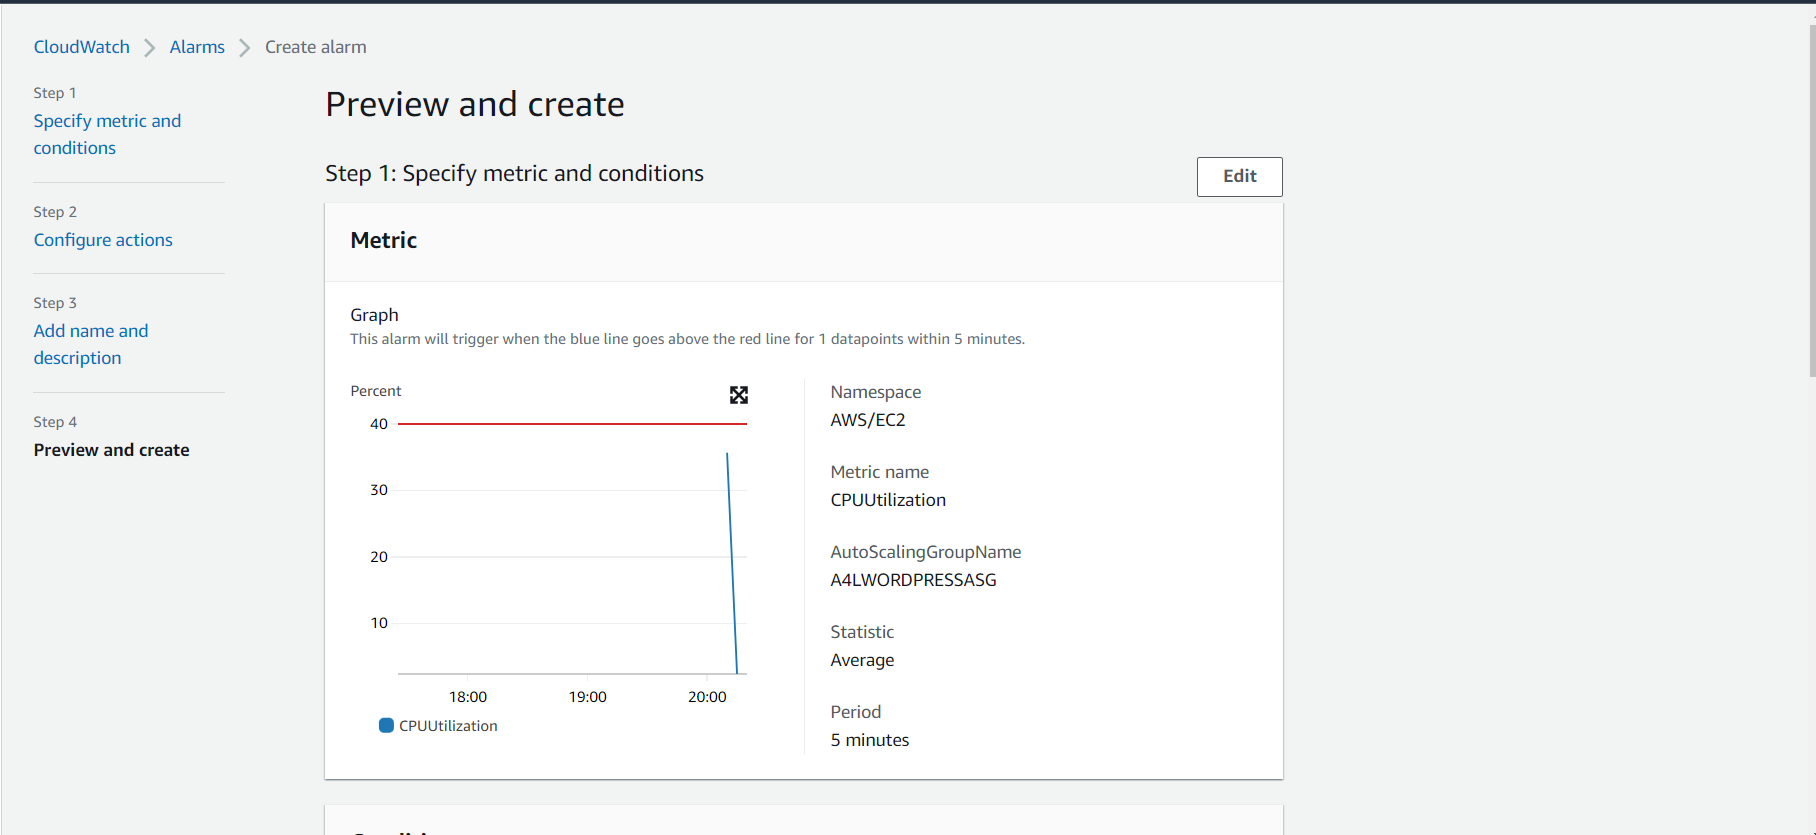 CloudWatch > Alarms > Create alarm
Step 1
Specify metric and
conditions
Step 2
Configure actions
Step 3
Add name and
description
Step 4
Preview and create
Preview and create
Step 1: Specify metric and conditions
Edit
Metric
Graph
This alarm will trigger when the blue line goes above the red line for 1 datapoints within 5 minutes.
Percent
40
30
20
10
18:00 19:00 20:00
CPUUtilization
Namespace
AWS/EC2
Metric name
CPUUtilization
AutoScalingGroupName
A4LWORDPRESSASG
Statistic
Average
Period
5 minutes